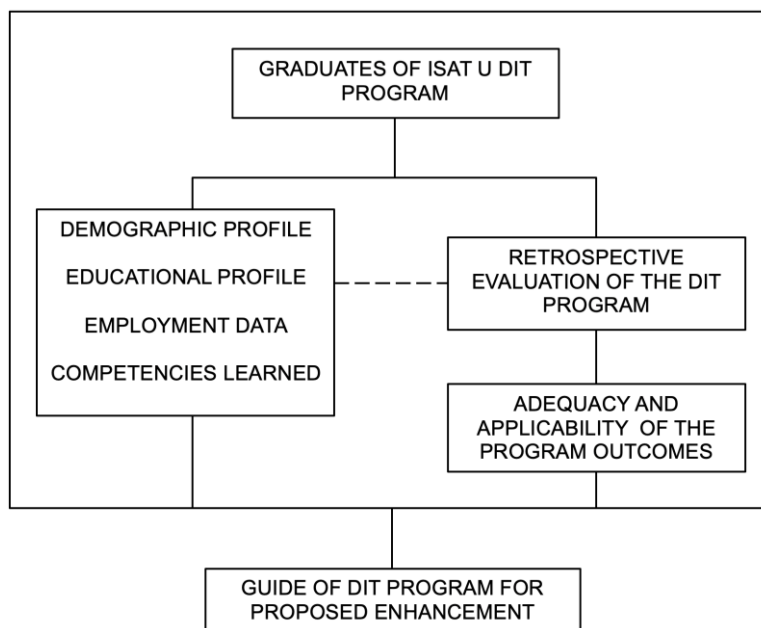 GRADUATES OF ISAT U DIT
PROGRAM
DEMOGRAPHIC PROFILE
EDUCATIONAL PROFILE
EMPLOYMENT DATA
COMPETENCIES LEARNED
RETROSPECTIVE
EVALUATION OF THE DIT
PROGRAM
ADEQUACY AND
APPLICABILITY OF THE
PROGRAM OUTCOMES
GUIDE OF DIT PROGRAM FOR
PROPOSED ENHANCEMENT